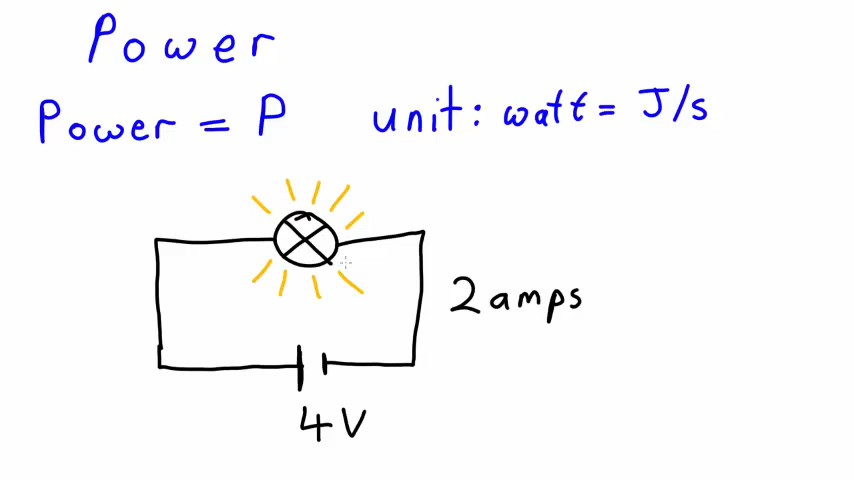 Power
Power = P unit: watt = J/s
2 amps
4V